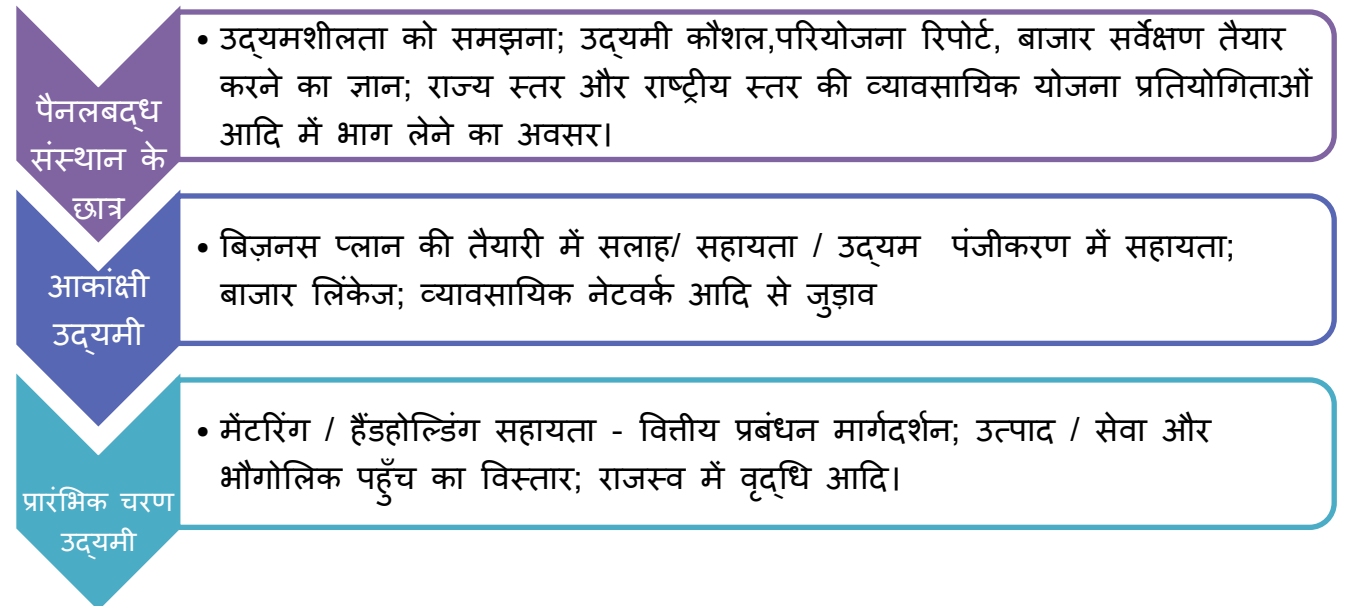 पैनलबद्ध
संस्थान के
छात्र
• उद्यमशीलता को समझना; उद्यमी कौशल,परियोजना रिपोर्ट, बाजार सर्वेक्षण तैयार
करने का ज्ञान; राज्य स्तर और राष्ट्रीय स्तर की व्यावसायिक योजना प्रतियोगिताओं
आदि में भाग लेने का अवसर।
आकांक्षी
उद्यमी
• बिज़नस प्लान की तैयारी में सलाह/ सहायता / उद्यम पंजीकरण में सहायता;
बाजार लिंकेज; व्यावसायिक नेटवर्क आदि से जुड़ाव
प्रारंभिक चरण
उद्यमी
• मेंटरिंग / हैंडहोल्डिंग सहायता - वित्तीय प्रबंधन मार्गदर्शन; उत्पाद / सेवा और
भौगोलिक पहुँच का विस्तार; राजस्व में वृद्धि आदि।